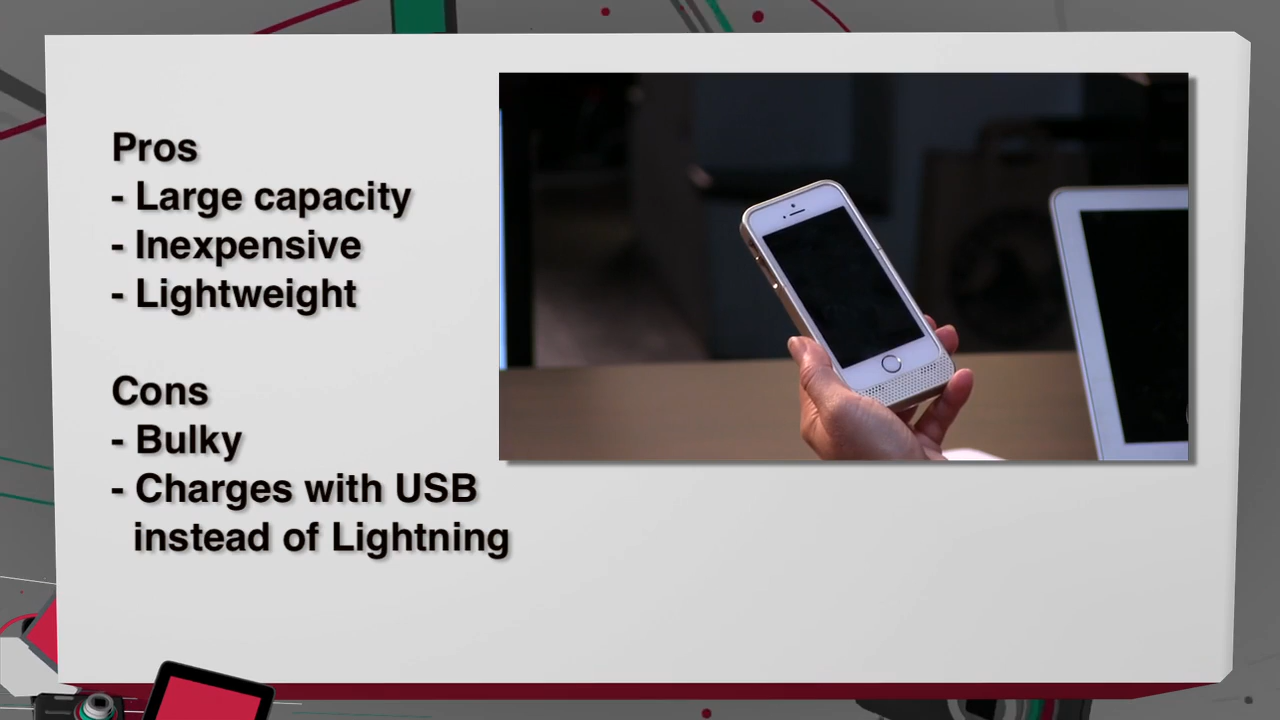 Pros
- Large capacity
- Inexpensive
- Lightweight
Cons
- Bulky
- Charges with USB
instead of Lightning